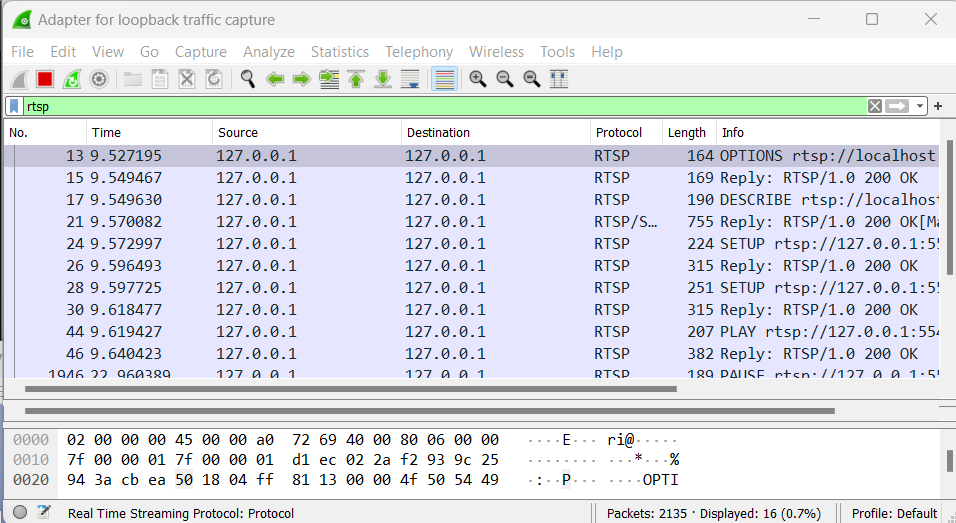 Adapter for loopback traffic capture
File Edit View Go Capture Analyze Statistics Telephony Wireless Tools Help
rtsp
No. Time Source Destination Protocol Length Info
13 9.527195 127.0.0.1 127.0.0.1 RTSP 164 OPTIONS rtsp://localhost
15 9.549467 127.0.0.1 127.0.0.1 RTSP 169 Reply: RTSP/1.0 200 OK
17 9.549630 127.0.0.1 127.0.0.1 RTSP 190 DESCRIBE rtsp://localhost
21 9.570082 127.0.0.1 127.0.0.1 RTSP/S… 755 Reply: RTSP/1.0 200 OK[Ma
24 9.572997 127.0.0.1 127.0.0.1 RTSP 224 SETUP rtsp://127.0.0.1:55
26 9.596493 127.0.0.1 127.0.0.1 RTSP 315 Reply: RTSP/1.0 200 OK
28 9.597725 127.0.0.1 127.0.0.1 RTSP 251 SETUP rtsp://127.0.0.1:55
30 9.618477 127.0.0.1 127.0.0.1 RTSP 315 Reply: RTSP/1.0 200 OK
44 9.619427 127.0.0.1 127.0.0.1 RTSP 207 PLAY rtsp://127.0.0.1:554
46 9.640423 127.0.0.1 127.0.0.1 RTSP 382 Reply: RTSP/1.0 200 OK
1946 22.960389 127.0.0.1 127.0.0.1 RTSP 189 PAUSE rtsp://127.0.0.1:55
0000 02 00 00 00 45 00 00 a0 72 69 40 00 80 06 00 00 ····E··· ri@·····
0010 7f 00 00 01 7f 00 00 01 d1 ec 02 2a f2 93 9c 25 ········ ···*···%
0020 94 3a cb ea 50 18 04 ff 81 13 00 00 4f 50 54 49 ·:··P··· ····OPTI
Real Time Streaming Protocol: Protocol Packets: 2135 · Displayed: 16 (0.7%) Profile: Default